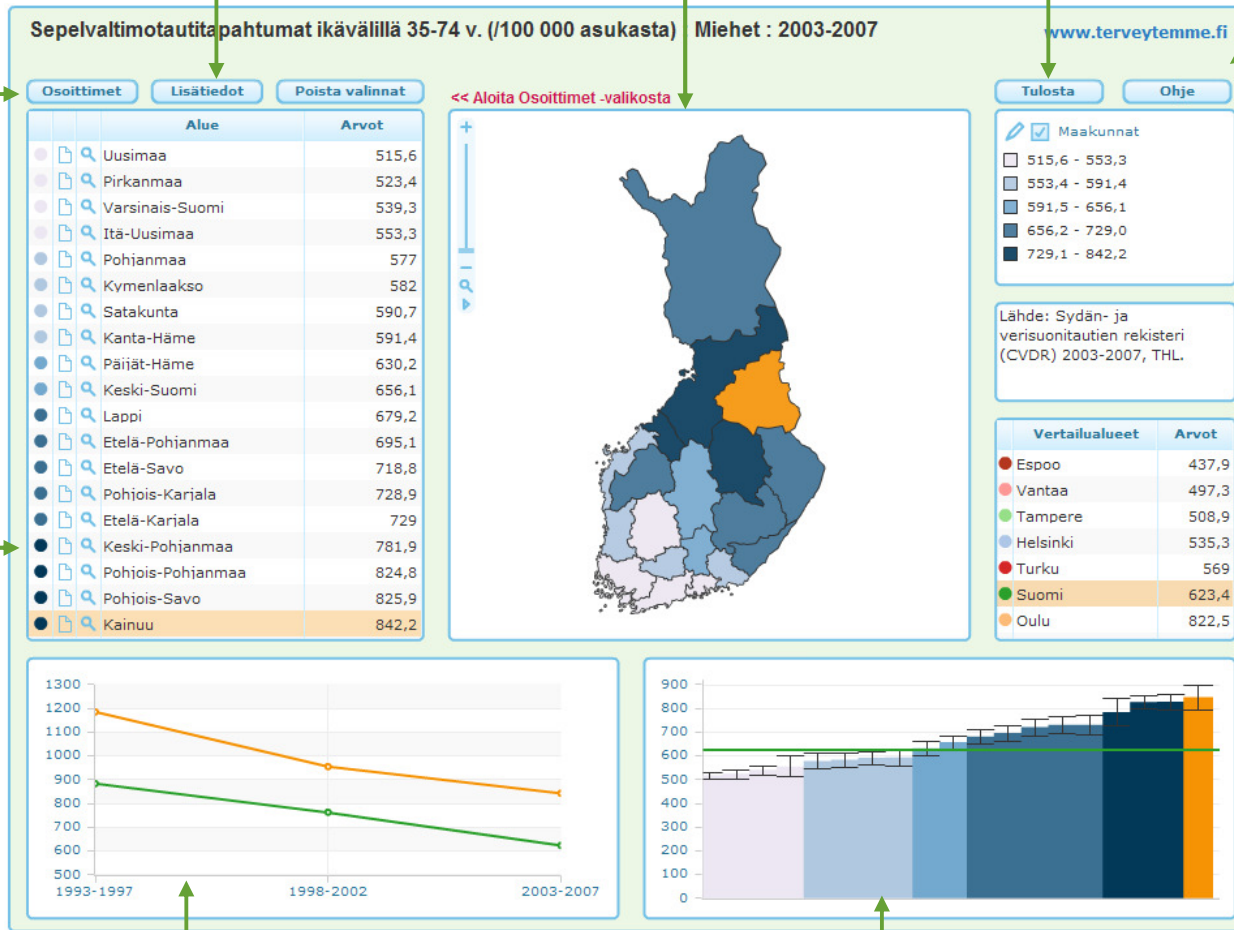 Sepelvaltimotautitapahtumat ikävälillä 35-74 v. (/100 000 asukasta) : Miehet : 2003-2007
www.terveytemme.fi
Osoittimet
Lisätiedot
Poista valinnat
<< Aloita Osoittimet -valikosta
Tulosta
Ohje
Alue Arvot
Uusimaa 515,6
Pirkanmaa 523,4
Varsinais-Suomi 539,3
Itä-Uusimaa 553,3
Pohjanmaa 577
Kymenlaakso 582
Satakunta 590,7
Kanta-Häme 591,4
Päijät-Häme 630,2
Keski-Suomi 656,1
Lappi 679,2
Etelä-Pohjanmaa 695,1
Etelä-Savo 718,8
Pohjois-Karjala 728,9
Etelä-Karjala 729
Keski-Pohjanmaa 781,9
Pohjois-Pohjanmaa 824,8
Pohjois-Savo 825,9
Kainuu 842,2
Maakunnat
515,6 - 553,3
553,4 - 591,4
591,5 - 656,1
656,2 - 729,0
729,1 - 842,2
Lähde: Sydän- ja
verisuonitautien rekisteri
(CVDR) 2003-2007, THL.
Vertailualueet Arvot
Espoo 437,9
Vantaa 497,3
Tampere 508,9
Helsinki 535,3
Turku 569
Suomi 623,4
Oulu 822,5
1300
1200
1100
1000
900
800
700
600
500
1993-1997
1998-2002
2003-2007
900
800
700
600
500
400
300
200
100
0